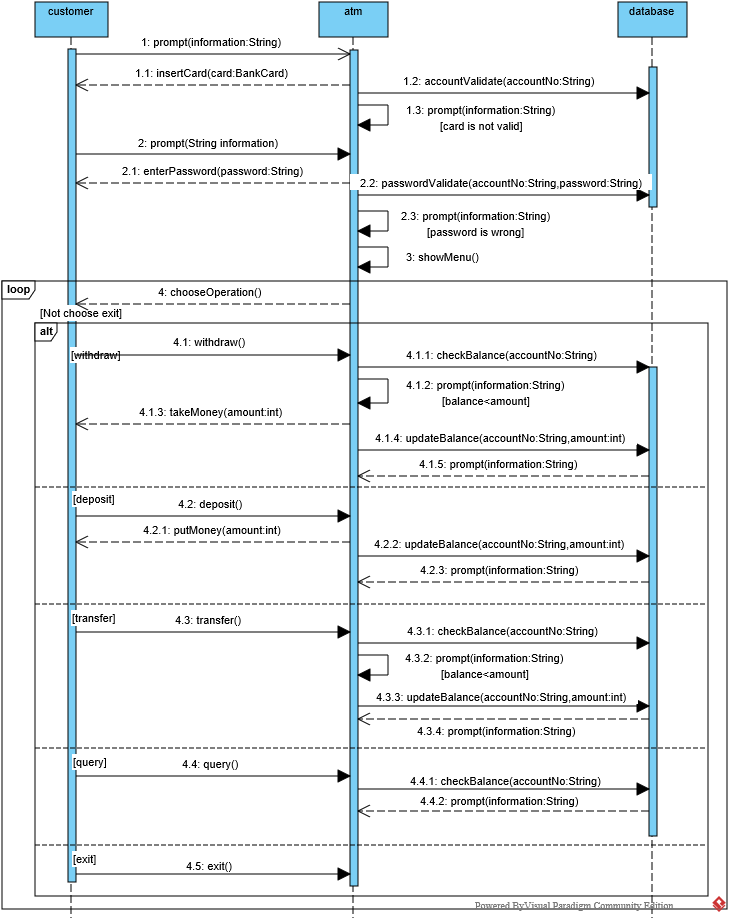 customer
atm
database
1: prompt(information:String)
1.1: insertCard(card:BankCard)
1.2: accountValidate(accountNo:String)
1.3: prompt(information:String)
[card is not valid]
2: prompt(String information)
2.1: enterPassword(password:String)
2.2: passwordValidate(accountNo:String,password:String)
2.3: prompt(information:String)
[password is wrong]
3: showMenu()
loop
4: chooseOperation()
[Not choose exit]
alt
4.1: withdraw()
[withdraw]
4.1.1: checkBalance(accountNo:String)
4.1.2: prompt(information:String)
[balance<amount]
4.1.3: takeMoney(amount:int)
4.1.4: updateBalance(accountNo:String,amount:int)
4.1.5: prompt(information:String)
[deposit]
4.2: deposit()
4.2.1: putMoney(amount:int)
4.2.2: updateBalance(accountNo:String,amount:int)
4.2.3: prompt(information:String)
[transfer]
4.3: transfer()
4.3.1: checkBalance(accountNo:String)
4.3.2: prompt(information:String)
[balance<amount]
4.3.3: updateBalance(accountNo:String,amount:int)
4.3.4: prompt(information:String)
[query]
4.4: query()
4.4.1: checkBalance(accountNo:String)
4.4.2: prompt(information:String)
[exit]
4.5: exit()
Powered ByVisual Paradigm Community Edition